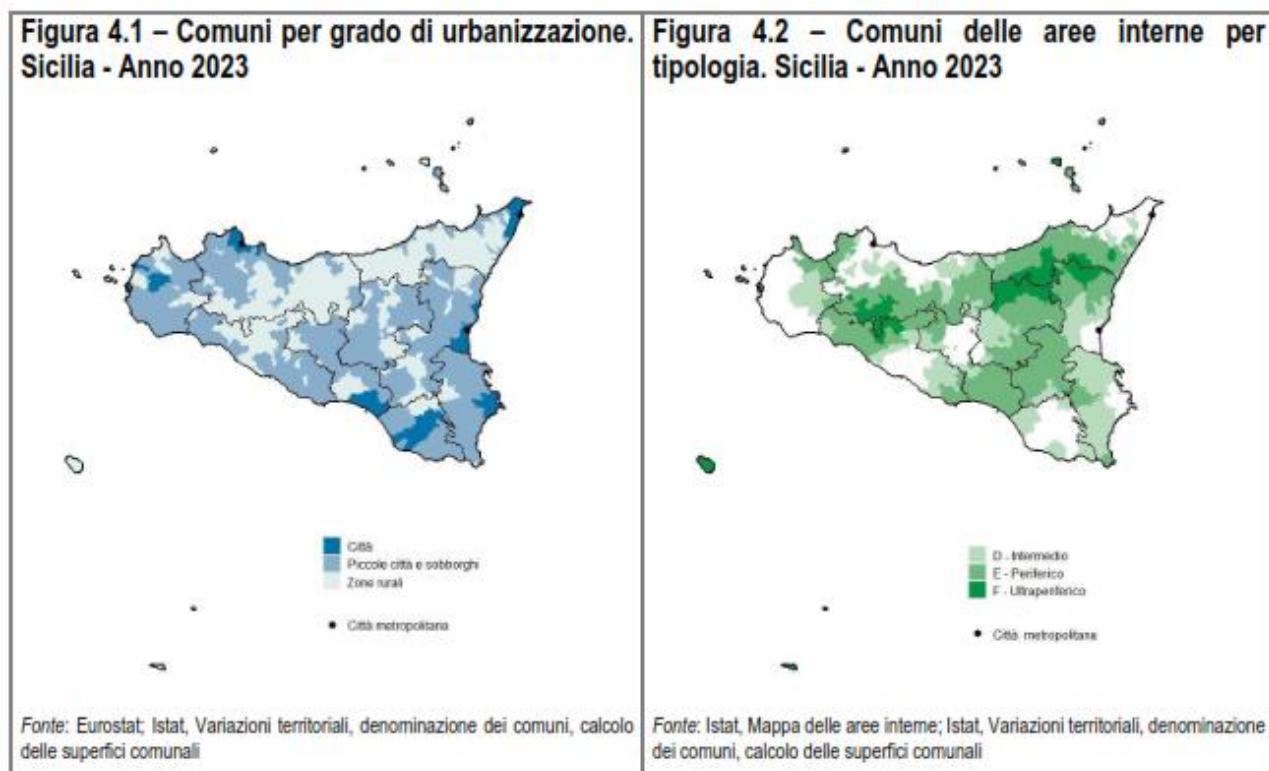 Figura 4.1 – Comuni per grado di urbanizzazione.
Sicilia - Anno 2023
Città
Piccole città e sobborghi
Zone rurali
Città metropolitana
Fonte: Eurostat; Istat, Variazioni territoriali, denominazione dei comuni, calcolo
delle superfici comunali
Figura 4.2 – Comuni delle aree interne per
tipologia. Sicilia - Anno 2023
D - Intermedio
E - Periferico
F - Ultraperiferico
Città metropolitana
Fonte: Istat, Mappa delle aree interne; Istat, Variazioni territoriali, denominazione
dei comuni, calcolo delle superfici comunali